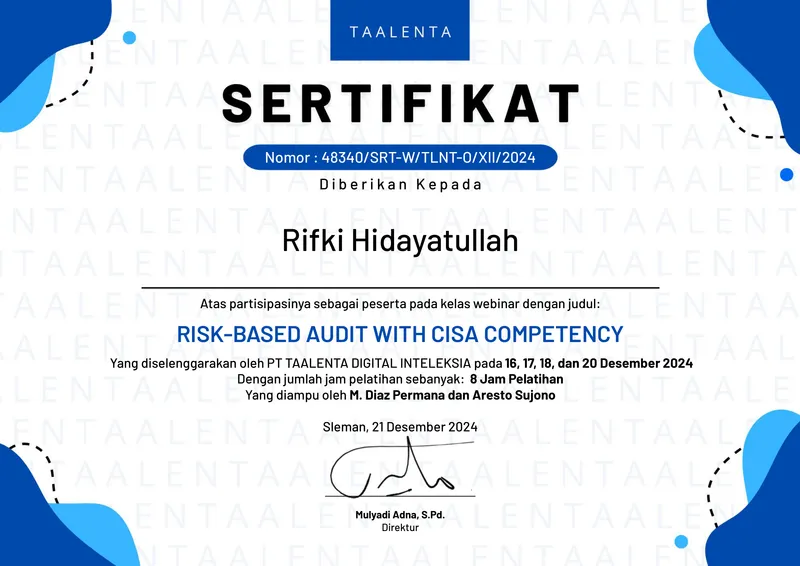 TAALENTA
SERTIFIKAT
Nomor : 48340/SRT-W/TLNT-O/XII/2024
Diberikan Kepada
Rifki Hidayatullah
Atas partisipasinya sebagai peserta pada kelas webinar dengan judul:
RISK-BASED AUDIT WITH CISA COMPETENCY
Yang diselenggarakan oleh PT TAALENTA DIGITAL INTELEKSIA pada 16, 17, 18, dan 20 Desember 2024
Dengan jumlah jam pelatihan sebanyak: 8 Jam Pelatihan
Yang diampu oleh M. Diaz Permana dan Aresto Sujono
Sleman, 21 Desember 2024
Mulyadi Adna, S.Pd.
Direktur